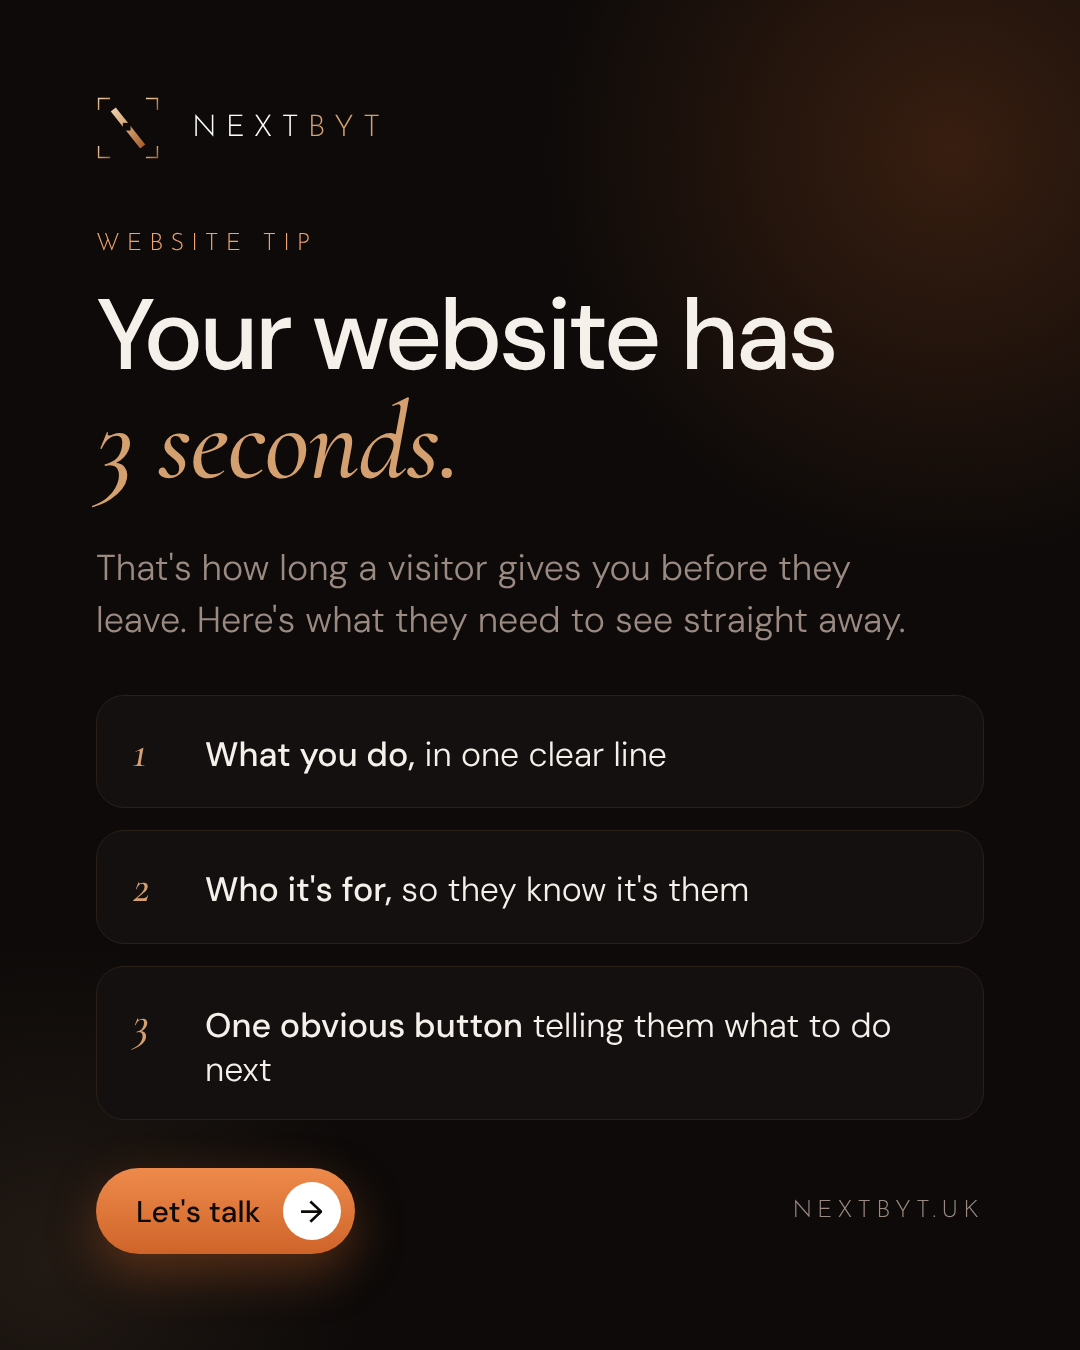 NEXTBYT
WEBSITE TIP
Your website has
3 seconds.
That's how long a visitor gives you before they
leave. Here's what they need to see straight away.
1 What you do, in one clear line
2 Who it's for, so they know it's them
3 One obvious button telling them what to do
next
Let's talk
NEXTBYT.UK